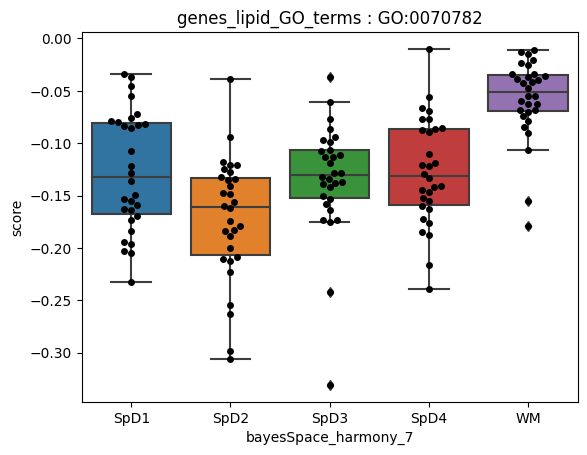 genes_lipid_GO_terms : GO:0070782
0.00
−0.05
−0.10
−0.15
−0.20
−0.25
−0.30
score
SpD1 SpD2 SpD3 SpD4 WM
bayesSpace_harmony_7